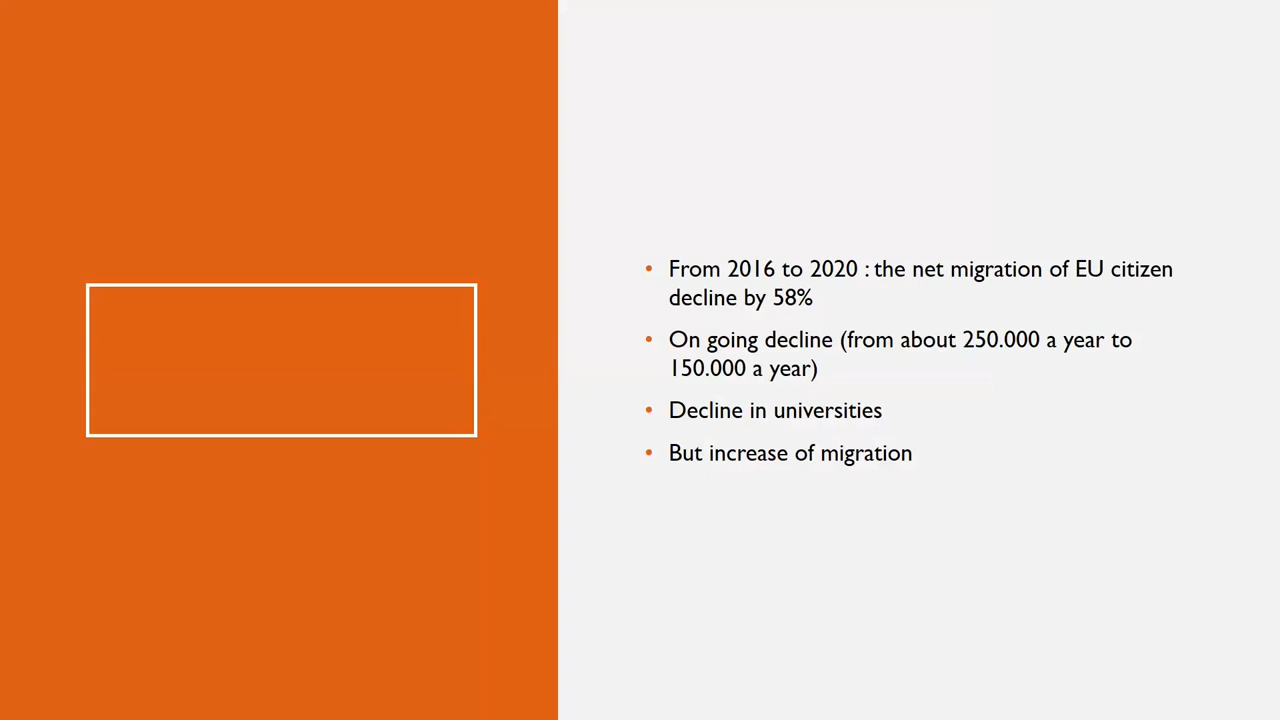 • From 2016 to 2020 : the net migration of EU citizen
decline by 58%
• On going decline (from about 250.000 a year to
150.000 a year)
• Decline in universities
• But increase of migration